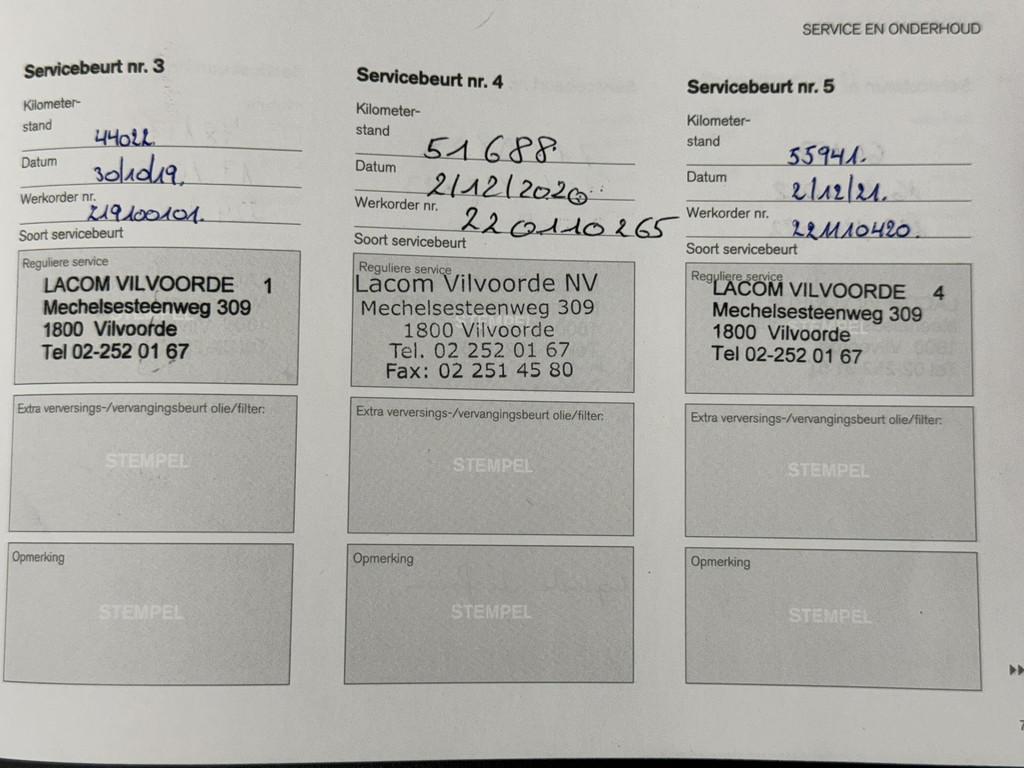 SERVICE EN ONDERHOUD
Servicebeurt nr. 3
Kilometer-
stand 44022
Datum 30/10/19.
Werkorder nr. 219100101.
Soort servicebeurt
Reguliere service
LACOM VILVOORDE 1
Mechelsesteenweg 309
1800 Vilvoorde
Tel 02-252 01 67
Extra verversings-/vervangingsbeurt olie/filter:
STEMPEL
Opmerking
STEMPEL
Servicebeurt nr. 4
Kilometer-
stand 51688
Datum 2/12/2020
Werkorder nr. 220110265
Soort servicebeurt
Reguliere service
Lacom Vilvoorde NV
Mechelsesteenweg 309
1800 Vilvoorde
Tel. 02 252 01 67
Fax: 02 251 45 80
Extra verversings-/vervangingsbeurt olie/filter:
STEMPEL
Opmerking
STEMPEL
Servicebeurt nr. 5
Kilometer-
stand 55941.
Datum 2/12/21.
Werkorder nr. 221110420.
Soort servicebeurt
Reguliere service
LACOM VILVOORDE 4
Mechelsesteenweg 309
1800 Vilvoorde
Tel 02-252 01 67
Extra verversings-/vervangingsbeurt olie/filter:
STEMPEL
Opmerking
STEMPEL